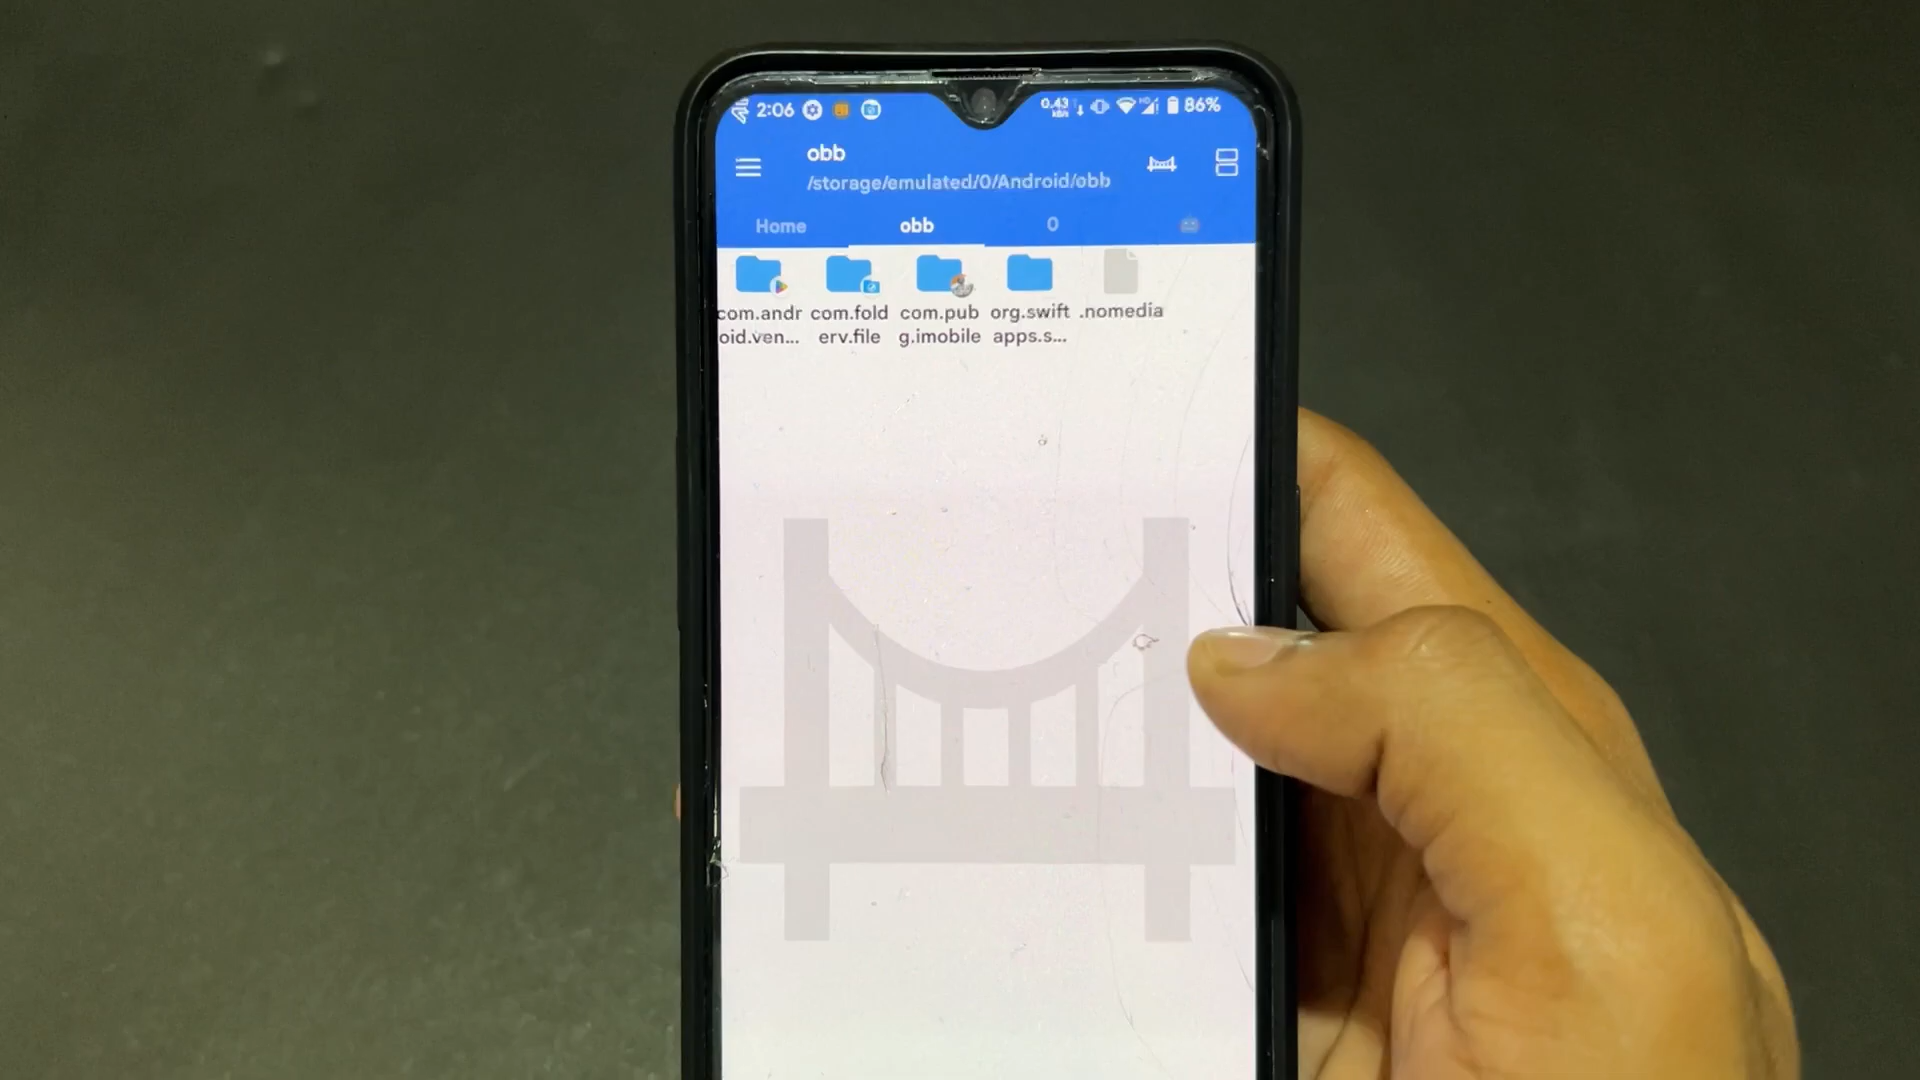 2:06 0.43 KB/s HD 86%
obb
/storage/emulated/0/Android/obb
Home obb 0
com.andr com.fold com.pub org.swift .nomedia
oid.ven... erv.file g.imobile apps.s...